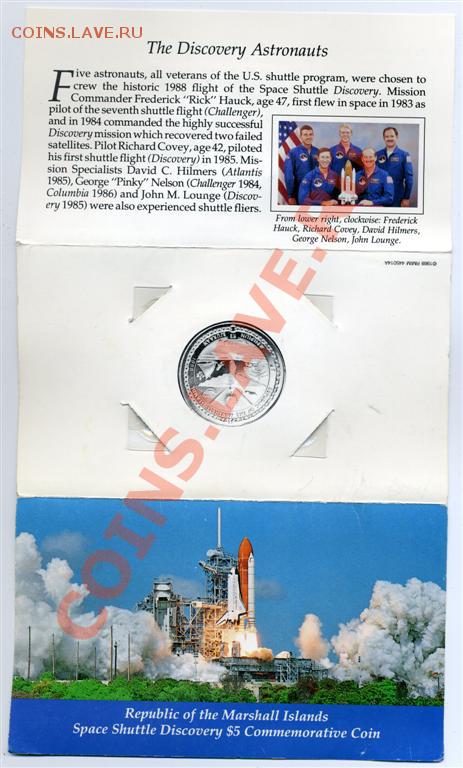 COINS.ЛАVE.RU
The Discovery Astronauts
Five astronauts, all veterans of the U.S. shuttle program, were chosen to
crew the historic 1988 flight of the Space Shuttle Discovery. Mission
Commander Frederick "Rick" Hauck, age 47, first flew in space in 1983 as
pilot of the seventh shuttle flight (Challenger),
and in 1984 commanded the highly successful
Discovery mission which recovered two failed
satellites. Pilot Richard Covey, age 42, piloted
his first shuttle flight (Discovery) in 1985. Mis-
sion Specialists David C. Hilmers (Atlantis
1985), George "Pinky" Nelson (Challenger 1984,
Columbia 1986) and John M. Lounge (Discov-
ery 1985) were also experienced shuttle fliers.
From lower right, clockwise: Frederick
Hauck, Richard Covey, David Hilmers,
George Nelson, John Lounge.
©1988 RMIM 445014A
COINS.LAVE.RU
Republic of the Marshall Islands
Space Shuttle Discovery $5 Commemorative Coin